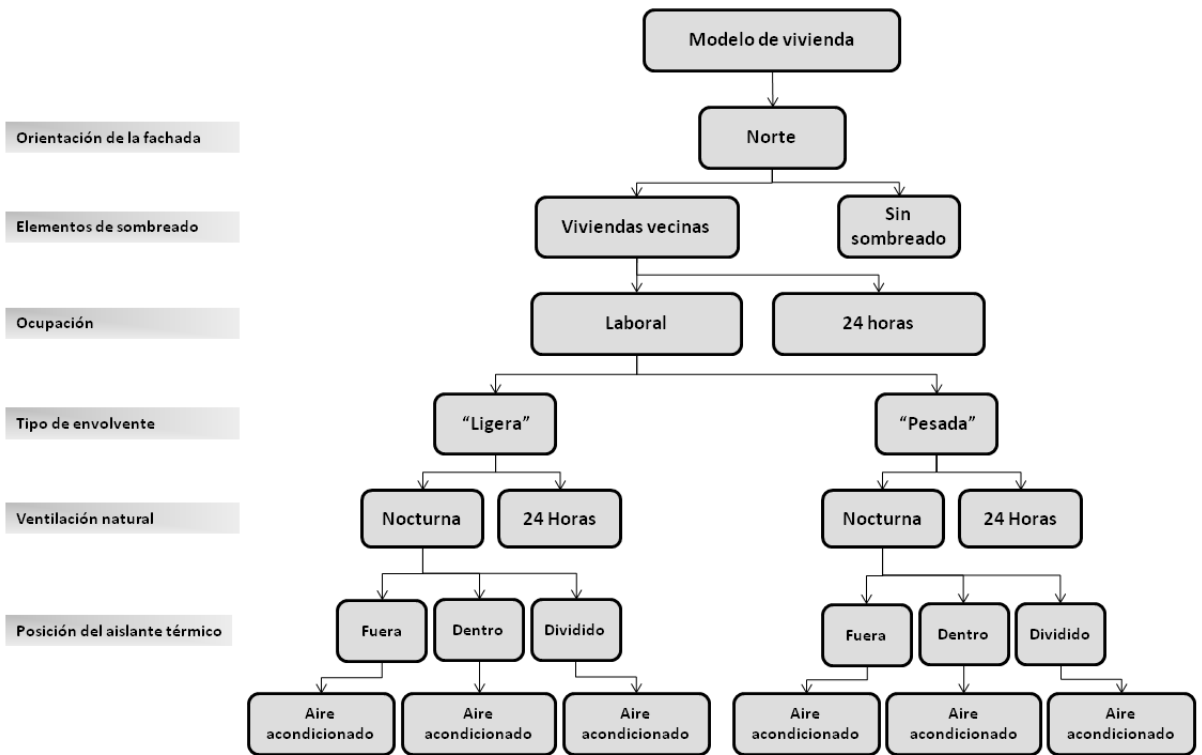 Modelo de vivienda
Orientación de la fachada
Norte
Elementos de sombreado
Viviendas vecinas
Sin
sombreado
Ocupación
Laboral
24 horas
Tipo de envolvente
“Ligera”
“Pesada”
Ventilación natural
Nocturna
24 Horas
Nocturna
24 Horas
Posición del aislante térmico
Fuera
Dentro
Dividido
Fuera
Dentro
Dividido
Aire
acondicionado
Aire
acondicionado
Aire
acondicionado
Aire
acondicionado
Aire
acondicionado
Aire
acondicionado